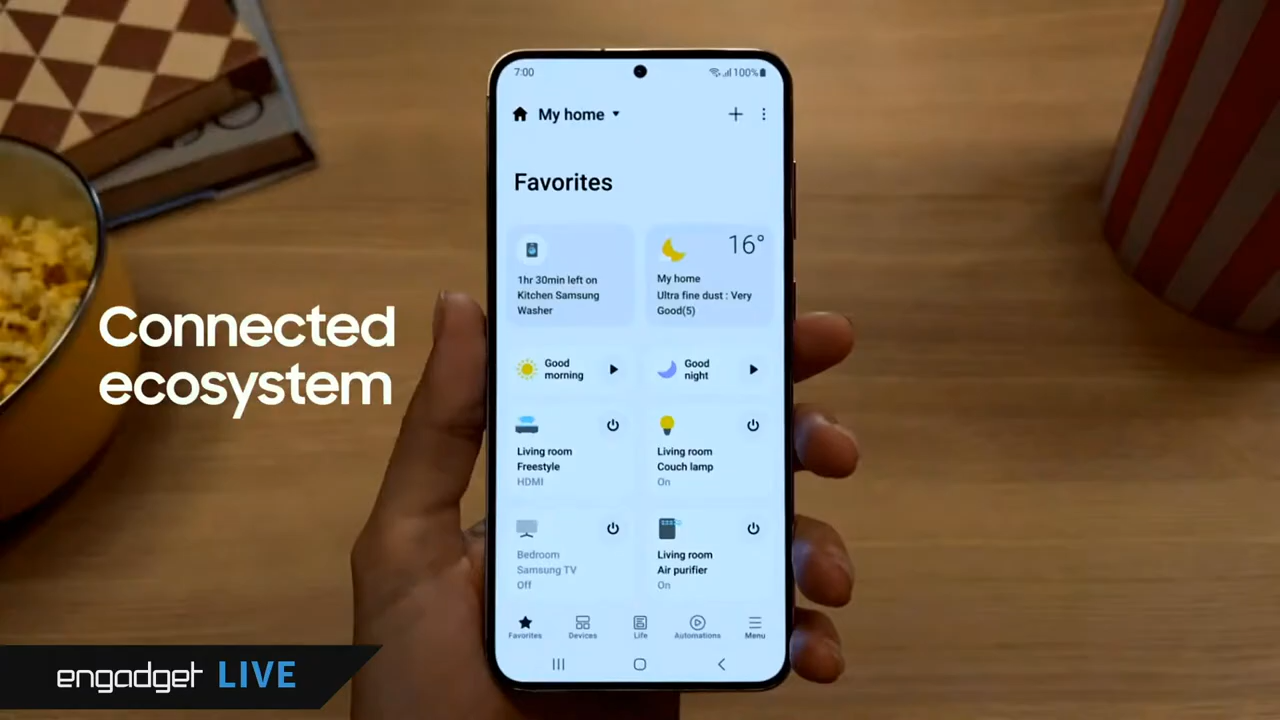 7:00
100%
My home
Favorites
16°
1hr 30min left on
Kitchen Samsung
Washer
My home
Ultra fine dust : Very
Good(5)
Good
morning
Good
night
Living room
Freestyle
HDMI
Living room
Couch lamp
On
Bedroom
Samsung TV
Off
Living room
Air purifier
On
Favorites
Devices
Life
Automations
Menu
Connected
ecosystem
engadget LIVE